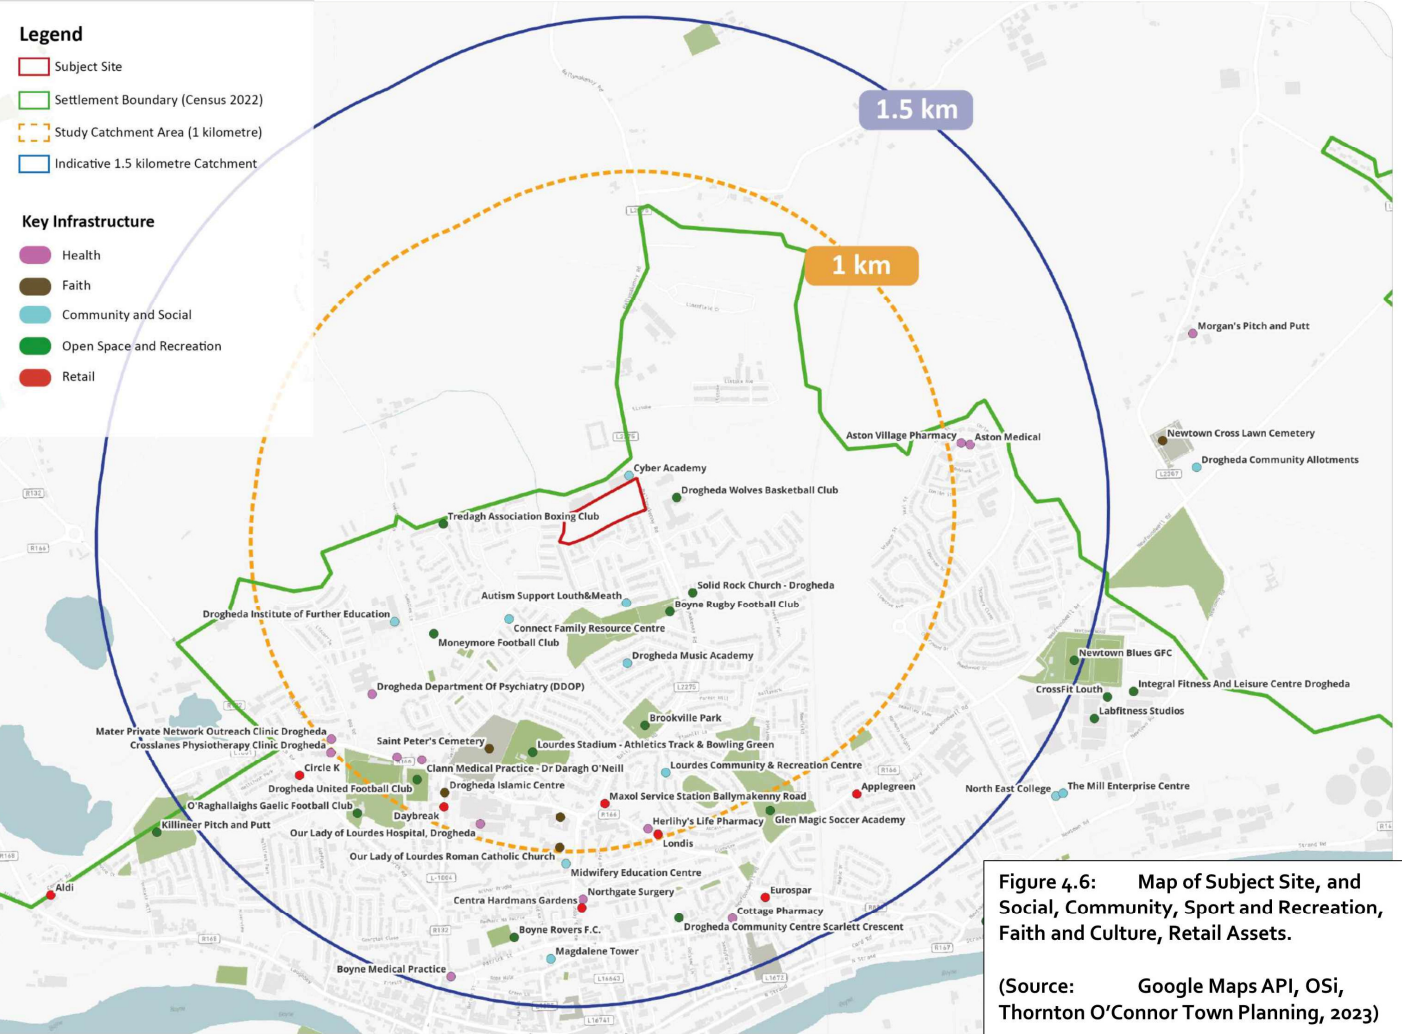 Legend
Subject Site
Settlement Boundary (Census 2022)
Study Catchment Area (1 kilometre)
Indicative 1.5 kilometre Catchment
Key Infrastructure
Health
Faith
Community and Social
Open Space and Recreation
Retail
1.5 km
1 km
Morgan's Pitch and Putt
Newtown Cross Lawn Cemetery
Drogheda Community Allotments
Aston Village Pharmacy
Aston Medical
Cyber Academy
Drogheda Wolves Basketball Club
Tredagh Association Boxing Club
R132
R166
Solid Rock Church - Drogheda
Autism Support Louth&Meath
Boyne Rugby Football Club
Drogheda Institute of Further Education
Connect Family Resource Centre
Moneymore Football Club
Drogheda Music Academy
Newtown Blues GFC
L2275
Drogheda Department Of Psychiatry (DDOP)
CrossFit Louth
Integral Fitness And Leisure Centre Drogheda
Labfitness Studios
Brookville Park
Mater Private Network Outreach Clinic Drogheda
Crosslanes Physiotherapy Clinic Drogheda
Saint Peter's Cemetery
Lourdes Stadium - Athletics Track & Bowling Green
Circle K
Clann Medical Practice - Dr Daragh O'Neill
Lourdes Community & Recreation Centre
R166
Drogheda United Football Club
Drogheda Islamic Centre
Applegreen
North East College
The Mill Enterprise Centre
O'Raghallaighs Gaelic Football Club
Maxol Service Station Ballymakenny Road
Daybreak
R166
Killineer Pitch and Putt
Herlihy's Life Pharmacy
Glen Magic Soccer Academy
Our Lady of Lourdes Hospital, Drogheda
Londis
Our Lady of Lourdes Roman Catholic Church
R168
Midwifery Education Centre
Aldi
Northgate Surgery
Eurospar
Centra Hardmans Gardens
Cottage Pharmacy
Drogheda Community Centre Scarlett Crescent
Boyne Rovers F.C.
R132
R168
R167
Magdalene Tower
Boyne Medical Practice
L16741
Figure 4.6: Map of Subject Site, and
Social, Community, Sport and Recreation,
Faith and Culture, Retail Assets.
(Source: Google Maps API, OSi,
Thornton O'Connor Town Planning, 2023)